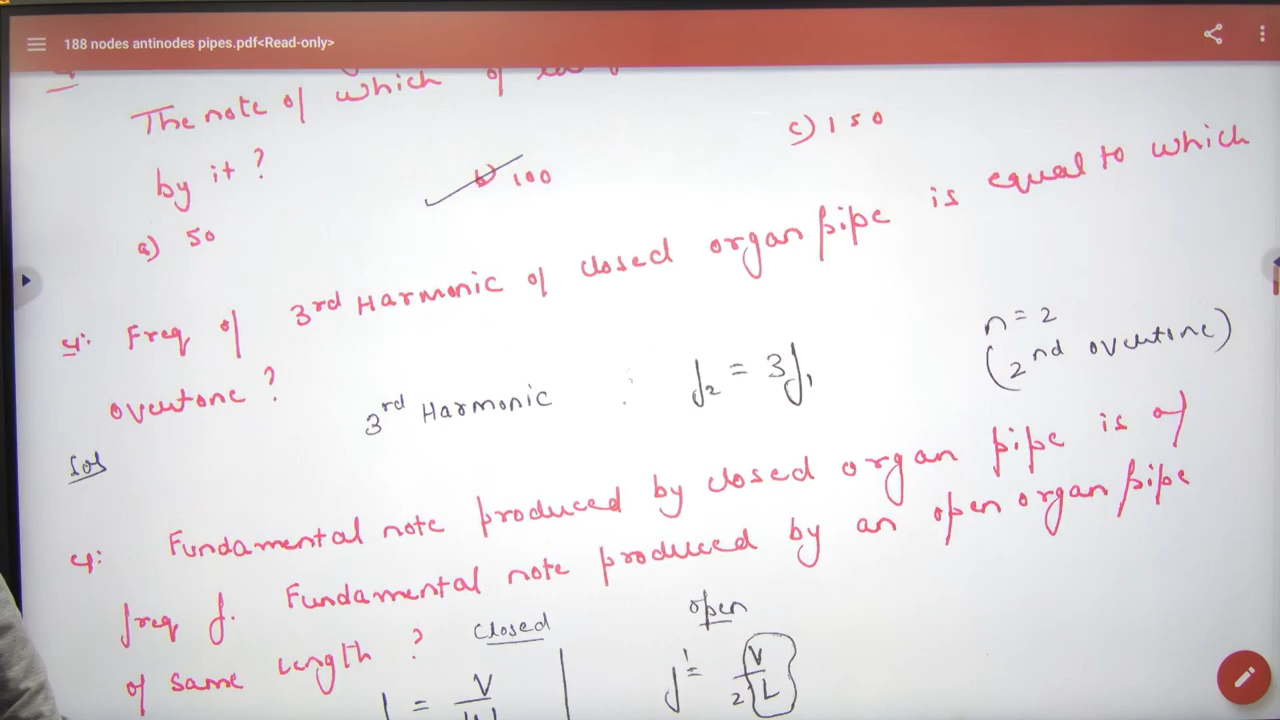 188 nodes antinodes pipes.pdf<Read-only>
The note of which of
by it ?
a) 50
b) 100
c) 150
Q: Freq of 3rd Harmonic of closed organ pipe is equal to which
overtone ?
Sol
3rd Harmonic : f2 = 3f1
n = 2
(2nd overtone)
Q: Fundamental note produced by closed organ pipe is of
freq f. Fundamental note produced by an open organ pipe
of same length ?
closed
open
f' = V/2L
= V